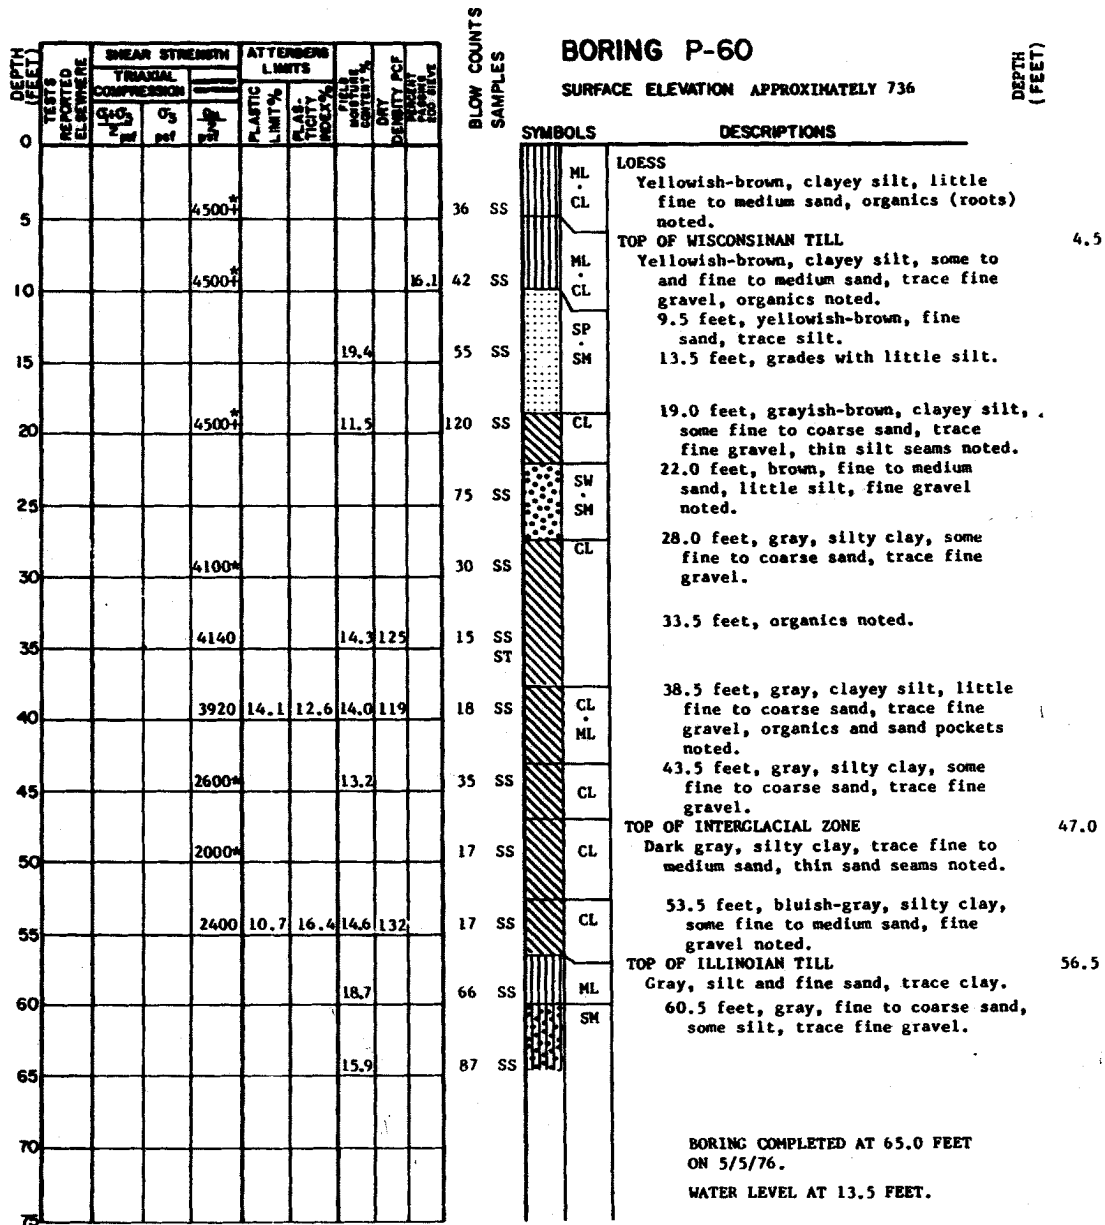 BORING P-60
SURFACE ELEVATION APPROXIMATELY 736
DEPTH (FEET)
TESTS REPORTED ELSEWHERE
SHEAR STRENGTH
TRIAXIAL COMPRESSION
psf
psf
ATTERBERG LIMITS
PLASTIC LIMIT%
PLAS- TICITY INDEX%
FIELD MOISTURE CONTENT %
DRY DENSITY PCF
PERCENT PASSING 200 SIEVE
BLOW COUNTS
SAMPLES
SYMBOLS
DESCRIPTIONS
DEPTH (FEET)
0
LOESS
ML · CL
Yellowish-brown, clayey silt, little
fine to medium sand, organics (roots)
noted.
4500+* 36 SS
5
TOP OF WISCONSINAN TILL 4.5
ML · CL
Yellowish-brown, clayey silt, some to
and fine to medium sand, trace fine
gravel, organics noted.
4500+* 16.1 42 SS
10
SP · SM
9.5 feet, yellowish-brown, fine
sand, trace silt.
13.5 feet, grades with little silt.
19.4 55 SS
15
CL
19.0 feet, grayish-brown, clayey silt,
some fine to coarse sand, trace
fine gravel, thin silt seams noted.
4500+* 11.5 120 SS
20
SW · SM
22.0 feet, brown, fine to medium
sand, little silt, fine gravel
noted.
75 SS
25
CL
28.0 feet, gray, silty clay, some
fine to coarse sand, trace fine
gravel.
4100* 30 SS
30
33.5 feet, organics noted.
4140 14.3 125 15 SS
35 ST
CL · ML
38.5 feet, gray, clayey silt, little
fine to coarse sand, trace fine
gravel, organics and sand pockets
noted.
3920 14.1 12.6 14.0 119 18 SS
40
CL
43.5 feet, gray, silty clay, some
fine to coarse sand, trace fine
gravel.
2600* 13.2 35 SS
45
TOP OF INTERGLACIAL ZONE 47.0
CL
Dark gray, silty clay, trace fine to
medium sand, thin sand seams noted.
2000* 17 SS
50
CL
53.5 feet, bluish-gray, silty clay,
some fine to medium sand, fine
gravel noted.
2400 10.7 16.4 14.6 132 17 SS
55
TOP OF ILLINOIAN TILL 56.5
ML
Gray, silt and fine sand, trace clay.
18.7 66 SS
60
SM
60.5 feet, gray, fine to coarse sand,
some silt, trace fine gravel.
15.9 87 SS
65
70
BORING COMPLETED AT 65.0 FEET
ON 5/5/76.
WATER LEVEL AT 13.5 FEET.
75